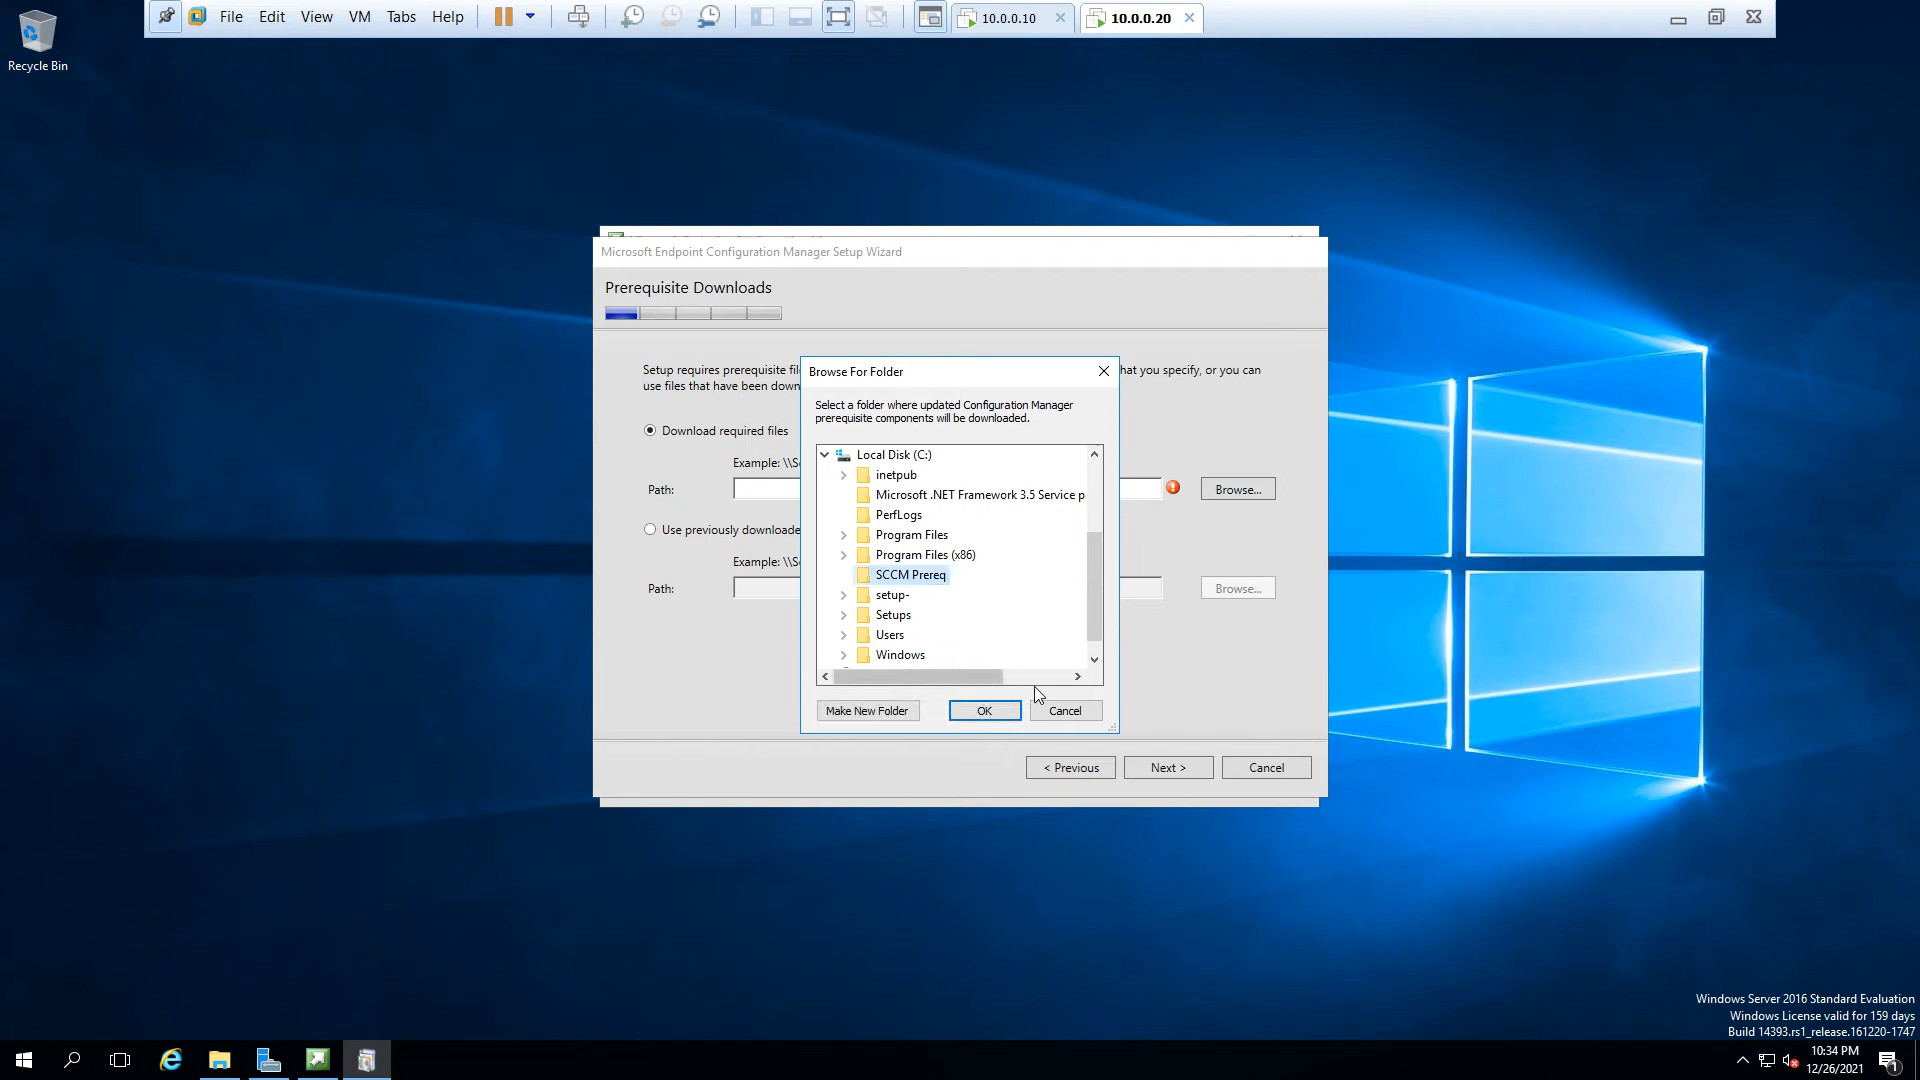 File Edit View VM Tabs Help
10.0.0.10
10.0.0.20
Recycle Bin
Microsoft Endpoint Configuration Manager Setup Wizard
Prerequisite Downloads
Setup requires prerequisite fil
hat you specify, or you can
use files that have been down
Download required files
Example: \\S
Path:
Browse...
Use previously downloade
Example: \\S
Path:
Browse...
Browse For Folder
Select a folder where updated Configuration Manager
prerequisite components will be downloaded.
Local Disk (C:)
inetpub
Microsoft .NET Framework 3.5 Service p
PerfLogs
Program Files
Program Files (x86)
SCCM Prereq
setup-
Setups
Users
Windows
Make New Folder
OK
Cancel
< Previous
Next >
Cancel
Windows Server 2016 Standard Evaluation
Windows License valid for 159 days
Build 14393.rs1_release.161220-1747
10:34 PM
12/26/2021
1